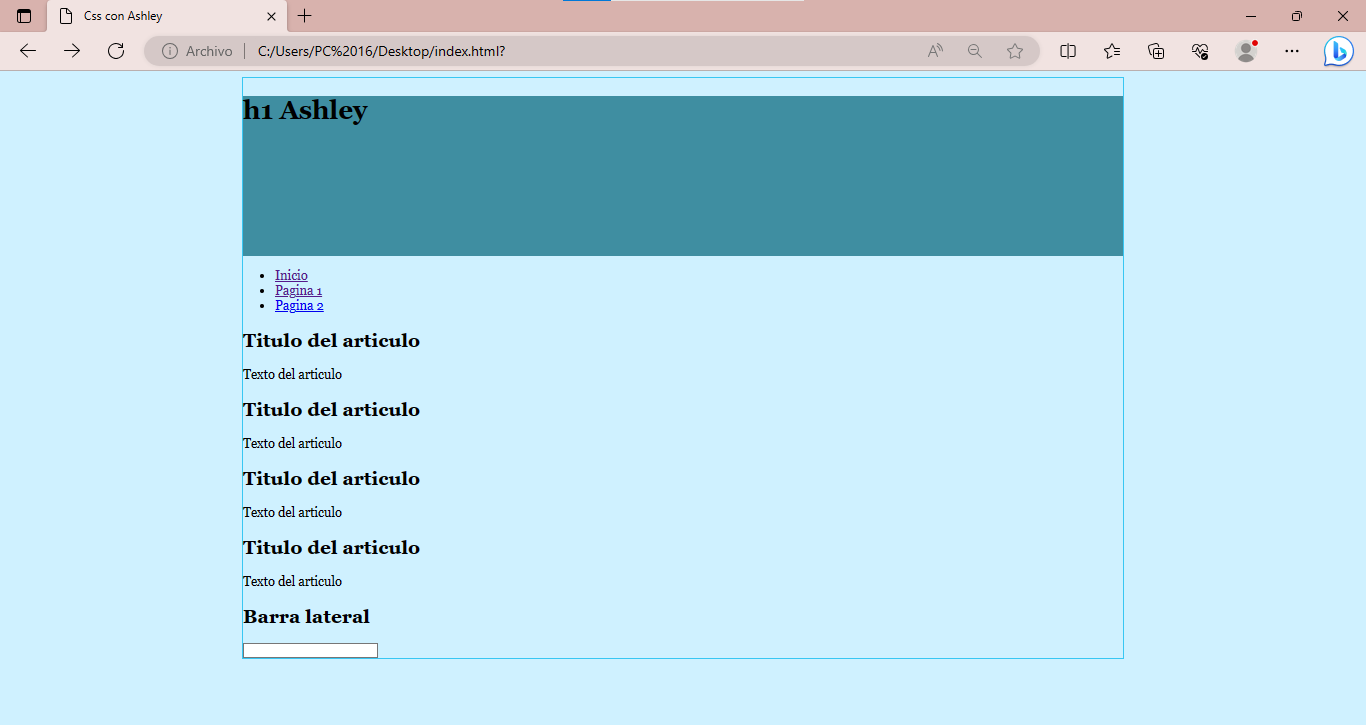 Css con Ashley
Archivo
C:/Users/PC%2016/Desktop/index.html?
h1 Ashley
Inicio
Pagina 1
Pagina 2
Titulo del articulo
Texto del articulo
Titulo del articulo
Texto del articulo
Titulo del articulo
Texto del articulo
Titulo del articulo
Texto del articulo
Barra lateral